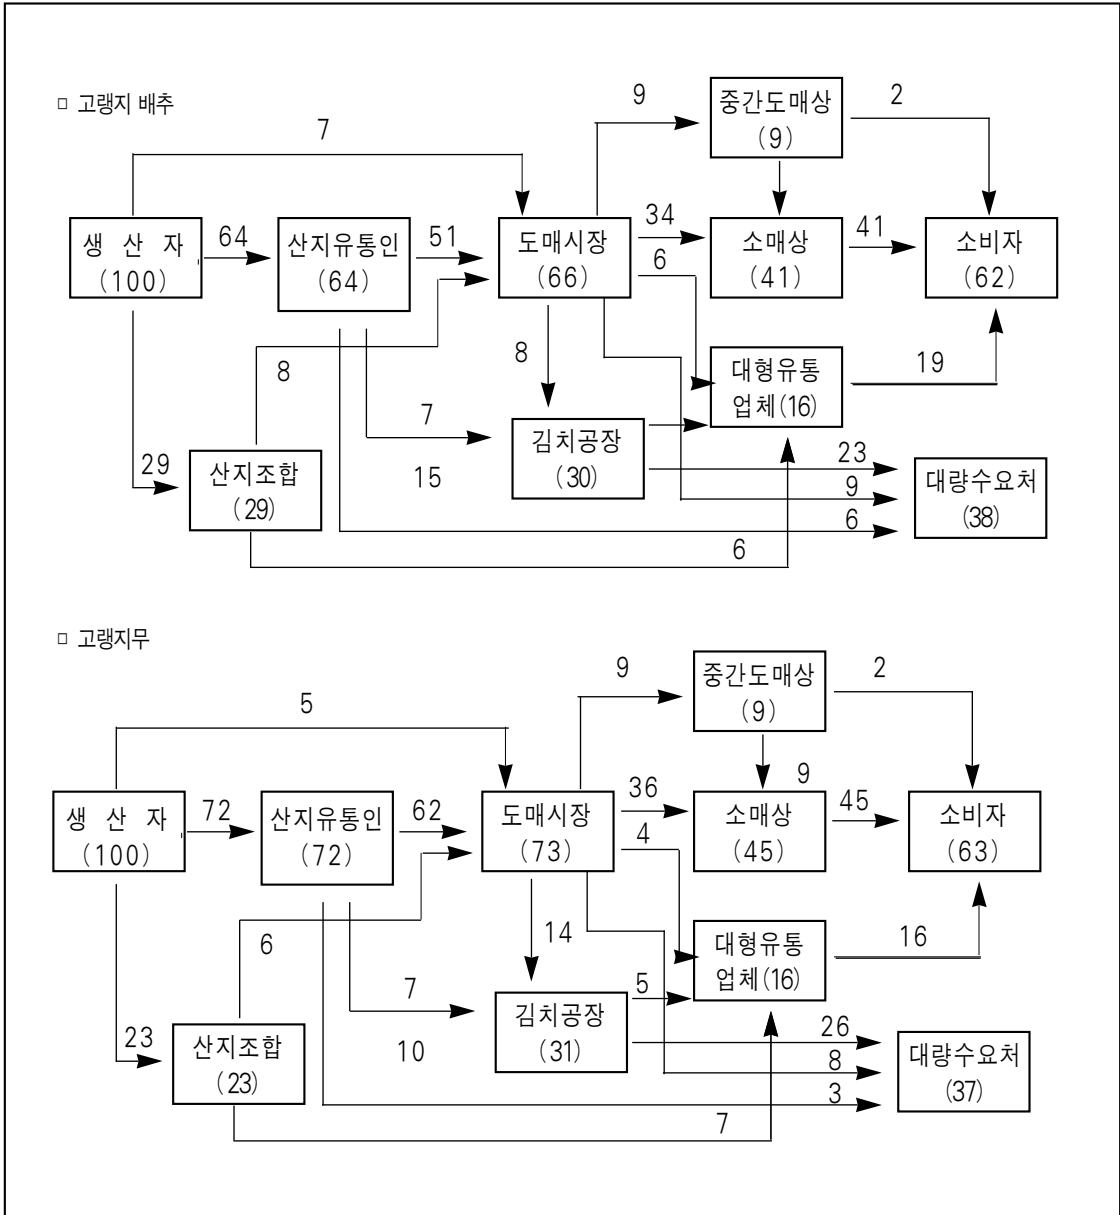 □ 고랭지 배추
7
9
중간도매상
(9)
2
생 산 자
(100)
64
산지유통인
(64)
51
도매시장
(66)
34
6
소매상
(41)
41
소비자
(62)
8
8
대형유통
업체(16)
19
7
김치공장
(30)
29
산지조합
(29)
15
23
9
6
대량수요처
(38)
6
□ 고랭지무
5
9
중간도매상
(9)
2
생 산 자
(100)
72
산지유통인
(72)
62
도매시장
(73)
36
4
9
소매상
(45)
45
소비자
(63)
6
14
대형유통
업체(16)
16
7
김치공장
(31)
5
23
산지조합
(23)
10
26
8
3
대량수요처
(37)
7